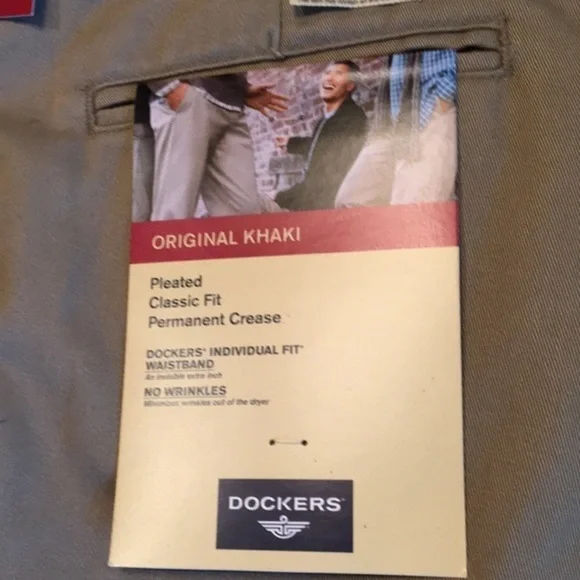 ORIGINAL KHAKI
Pleated
Classic Fit
Permanent Crease
DOCKERS® INDIVIDUAL FIT®
WAISTBAND
An invisible extra inch
NO WRINKLES
Minimizes wrinkles out of the dryer
DOCKERS